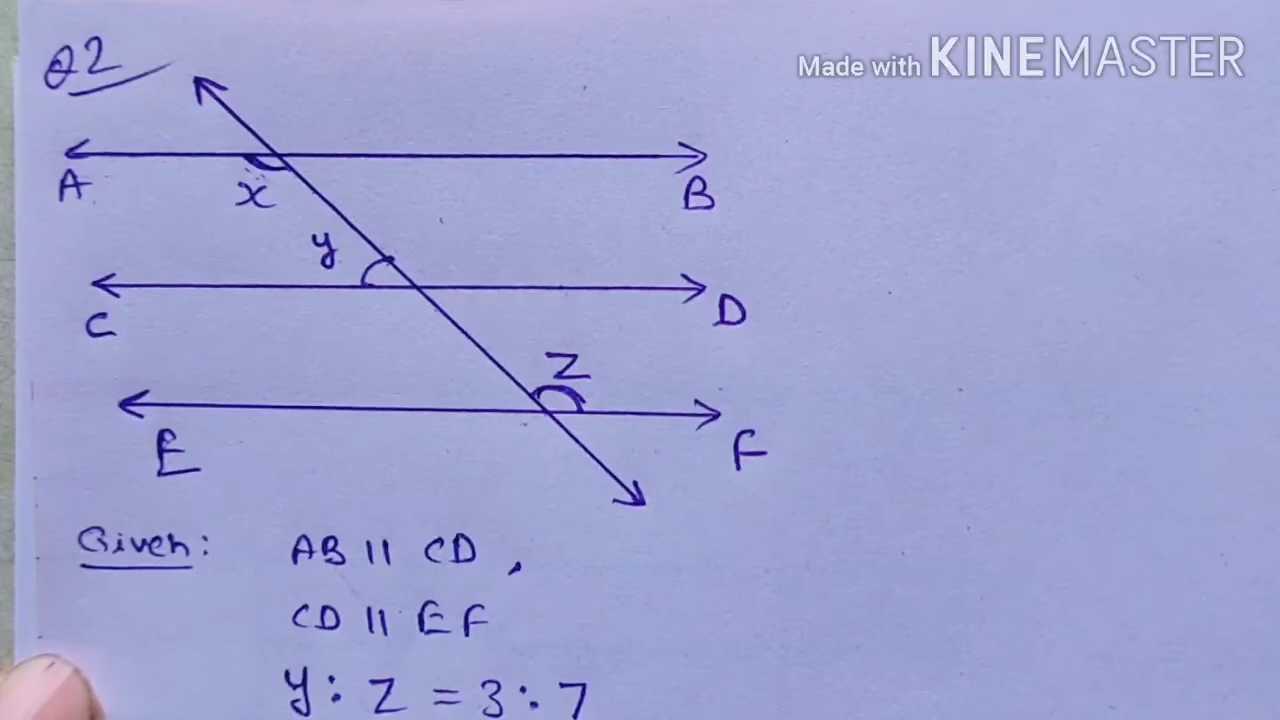 Q2
Made with KINEMASTER
A
x
B
y
C
D
Z
E
F
Given: AB || CD,
CD || EF
y : Z = 3 : 7